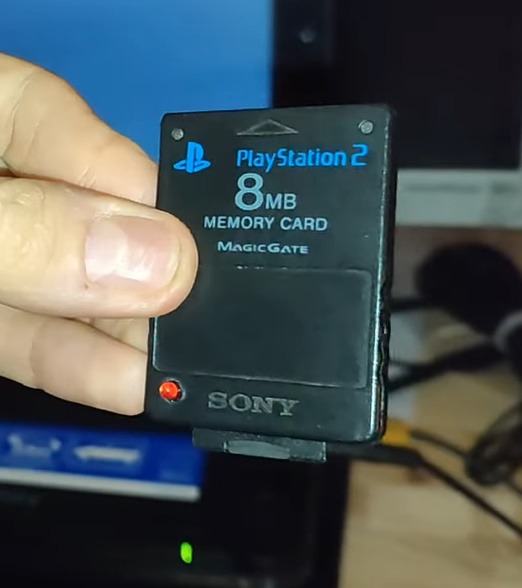 PlayStation 2
8MB
MEMORY CARD
MAGICGATE
SONY